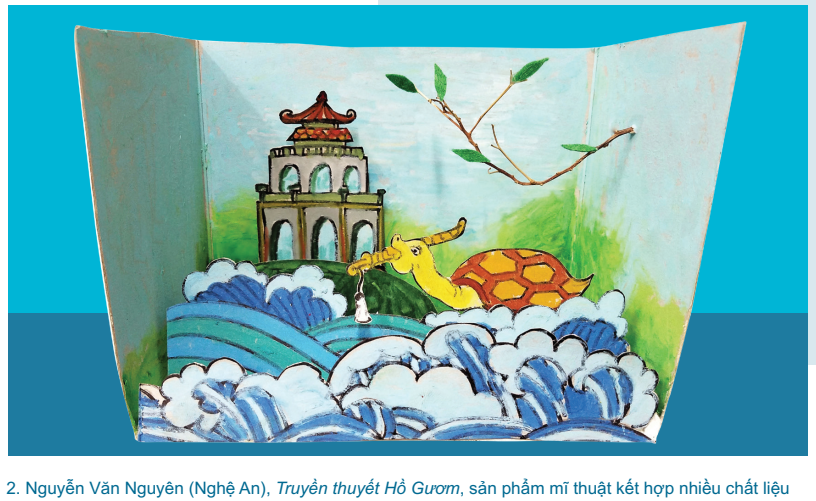 2. Nguyễn Văn Nguyên (Nghệ An), Truyền thuyết Hồ Gươm, sản phẩm mĩ thuật kết hợp nhiều chất liệu